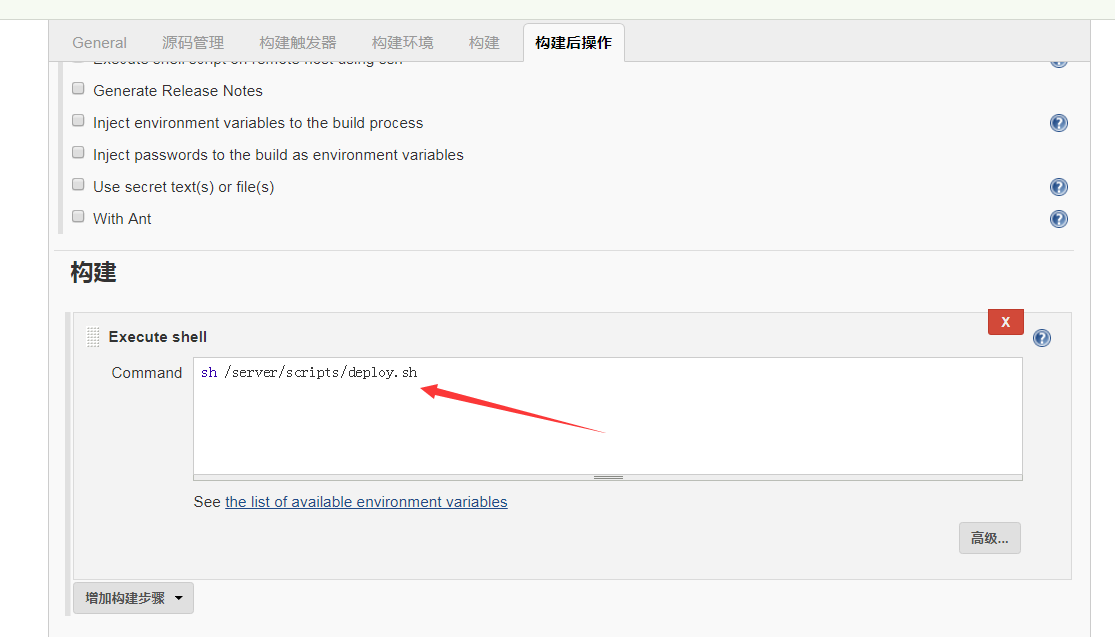 General 源码管理 构建触发器 构建环境 构建 构建后操作
Execute shell script on remote host using ssh
Generate Release Notes
Inject environment variables to the build process
Inject passwords to the build as environment variables
Use secret text(s) or file(s)
With Ant
构建
X
Execute shell
Command sh /server/scripts/deploy.sh
See the list of available environment variables
高级...
增加构建步骤